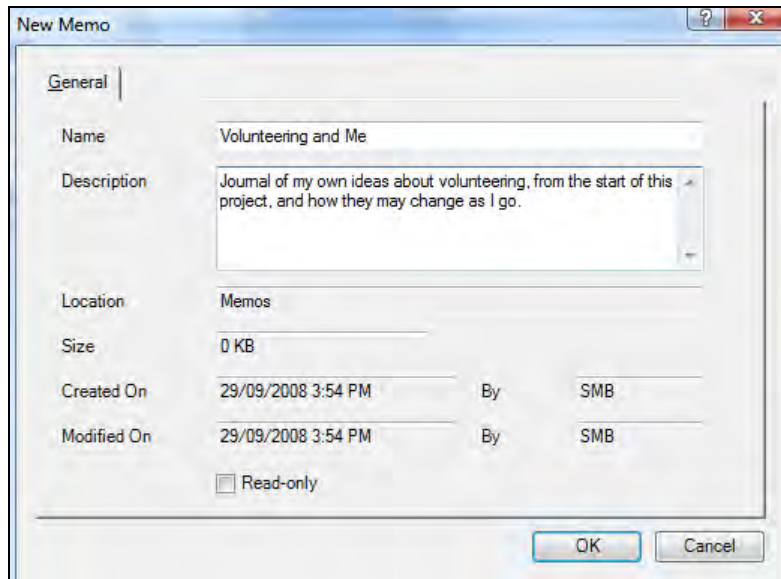 New Memo
General
Name Volunteering and Me
Description Journal of my own ideas about volunteering, from the start of this
project, and how they may change as I go.
Location Memos
Size 0 KB
Created On 29/09/2008 3:54 PM By SMB
Modified On 29/09/2008 3:54 PM By SMB
Read-only
OK Cancel